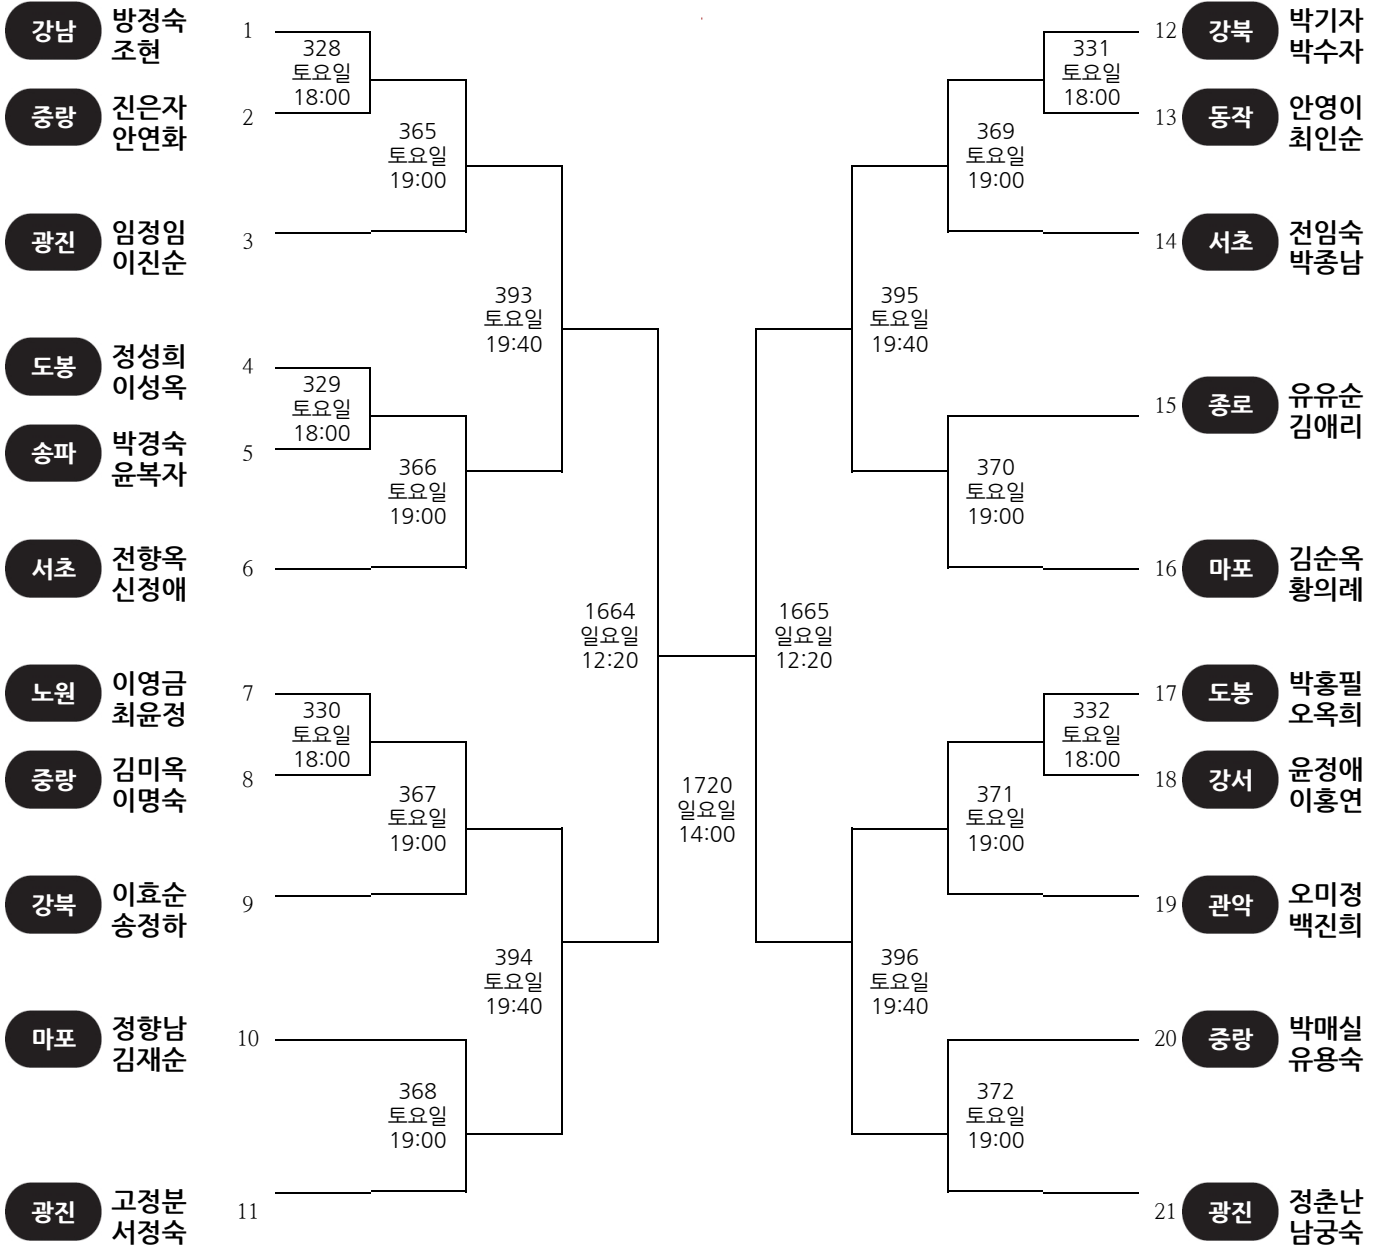 강남
방정숙
조현
1
중랑
진은자
안연화
2
광진
임정임
이진순
3
도봉
정성희
이성옥
4
송파
박경숙
윤복자
5
서초
전향옥
신정애
6
노원
이영금
최윤정
7
중랑
김미옥
이명숙
8
강북
이효순
송정하
9
마포
정향남
김재순
10
광진
고정분
서정숙
11
328
토요일
18:00
329
토요일
18:00
330
토요일
18:00
365
토요일
19:00
366
토요일
19:00
367
토요일
19:00
368
토요일
19:00
393
토요일
19:40
394
토요일
19:40
1664
일요일
12:20
1720
일요일
14:00
1665
일요일
12:20
395
토요일
19:40
396
토요일
19:40
369
토요일
19:00
370
토요일
19:00
371
토요일
19:00
372
토요일
19:00
331
토요일
18:00
332
토요일
18:00
12
강북
박기자
박수자
13
동작
안영이
최인순
14
서초
전임숙
박종남
15
종로
유유순
김애리
16
마포
김순옥
황의례
17
도봉
박홍필
오옥희
18
강서
윤정애
이홍연
19
관악
오미정
백진희
20
중랑
박매실
유용숙
21
광진
정춘난
남궁숙